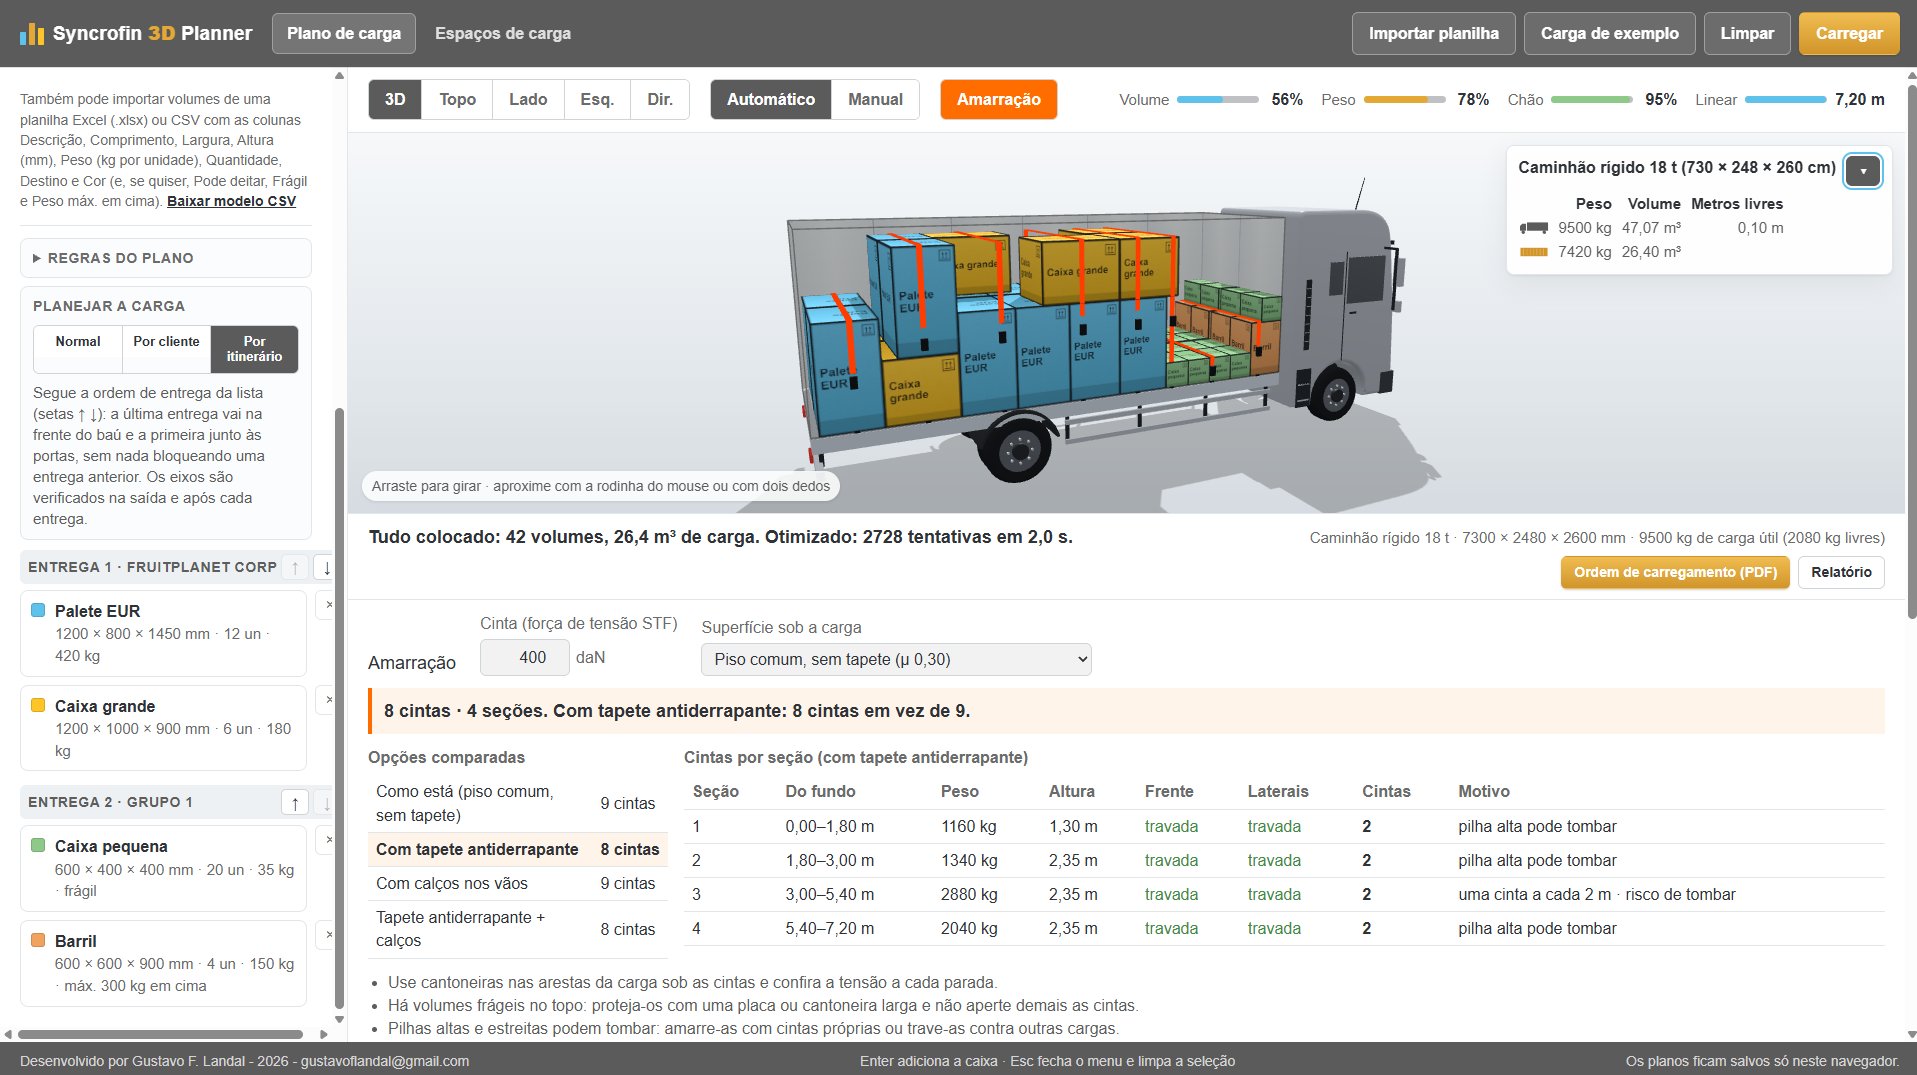 Syncrofin 3D Planner
Plano de carga
Espaços de carga
Importar planilha
Carga de exemplo
Limpar
Carregar
Também pode importar volumes de uma
planilha Excel (.xlsx) ou CSV com as colunas
Descrição, Comprimento, Largura, Altura
(mm), Peso (kg por unidade), Quantidade,
Destino e Cor (e, se quiser, Pode deitar, Frágil
e Peso máx. em cima). Baixar modelo CSV
▶ REGRAS DO PLANO
PLANEJAR A CARGA
Normal
Por cliente
Por
itinerário
Segue a ordem de entrega da lista
(setas ↑ ↓): a última entrega vai na
frente do baú e a primeira junto às
portas, sem nada bloqueando uma
entrega anterior. Os eixos são
verificados na saída e após cada
entrega.
ENTREGA 1 · FRUITPLANET CORP ↑ ↓
Palete EUR ×
1200 × 800 × 1450 mm · 12 un ·
420 kg
Caixa grande ×
1200 × 1000 × 900 mm · 6 un · 180
kg
ENTREGA 2 · GRUPO 1 ↑ ↓
Caixa pequena ×
600 × 400 × 400 mm · 20 un · 35 kg
· frágil
Barril ×
600 × 600 × 900 mm · 4 un · 150 kg
· máx. 300 kg em cima
3D Topo Lado Esq. Dir.
Automático Manual
Amarração
Volume 56% Peso 78% Chão 95% Linear 7,20 m
Caminhão rígido 18 t (730 × 248 × 260 cm) ▼
Peso Volume Metros livres
9500 kg 47,07 m³ 0,10 m
7420 kg 26,40 m³
Palete
EUR
Palete
EUR
Caixa
grande
Caixa grande
Caixa
grande
Palete
EUR
Palete
EUR
Palete
EUR
Palete
EUR
Barril
Arraste para girar · aproxime com a rodinha do mouse ou com dois dedos
Tudo colocado: 42 volumes, 26,4 m³ de carga. Otimizado: 2728 tentativas em 2,0 s.
Caminhão rígido 18 t · 7300 × 2480 × 2600 mm · 9500 kg de carga útil (2080 kg livres)
Ordem de carregamento (PDF)
Relatório
Amarração
Cinta (força de tensão STF)
400 daN
Superfície sob a carga
Piso comum, sem tapete (μ 0,30)
8 cintas · 4 seções. Com tapete antiderrapante: 8 cintas em vez de 9.
Opções comparadas
Como está (piso comum,
sem tapete) 9 cintas
Com tapete antiderrapante 8 cintas
Com calços nos vãos 9 cintas
Tapete antiderrapante +
calços 8 cintas
Cintas por seção (com tapete antiderrapante)
Seção Do fundo Peso Altura Frente Laterais Cintas Motivo
1 0,00–1,80 m 1160 kg 1,30 m travada travada 2 pilha alta pode tombar
2 1,80–3,00 m 1340 kg 2,35 m travada travada 2 pilha alta pode tombar
3 3,00–5,40 m 2880 kg 2,35 m travada travada 2 uma cinta a cada 2 m · risco de tombar
4 5,40–7,20 m 2040 kg 2,35 m travada travada 2 pilha alta pode tombar
• Use cantoneiras nas arestas da carga sob as cintas e confira a tensão a cada parada.
• Há volumes frágeis no topo: proteja-os com uma placa ou cantoneira larga e não aperte demais as cintas.
• Pilhas altas e estreitas podem tombar: amarre-as com cintas próprias ou trave-as contra outras cargas.
Desenvolvido por Gustavo F. Landal - 2026 - gustavoflandal@gmail.com
Enter adiciona a caixa · Esc fecha o menu e limpa a seleção
Os planos ficam salvos só neste navegador.